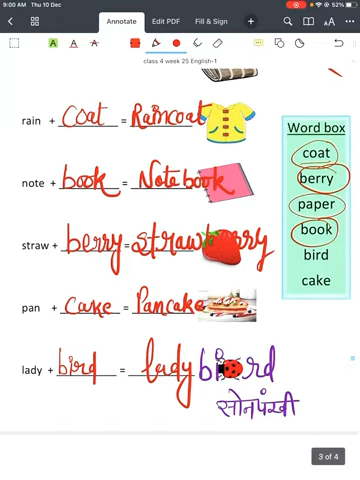 9:00 AM Thu 10 Dec 52%
Annotate Edit PDF Fill & Sign
class 4 week 25 English-1
rain + coat = Raincoat
Word box
coat
note + book = Notebook
berry
paper
straw + berry = strawberry
book
bird
cake
pan + cake = Pancake
lady + bird = ladybird
सोनपंखी
3 of 4